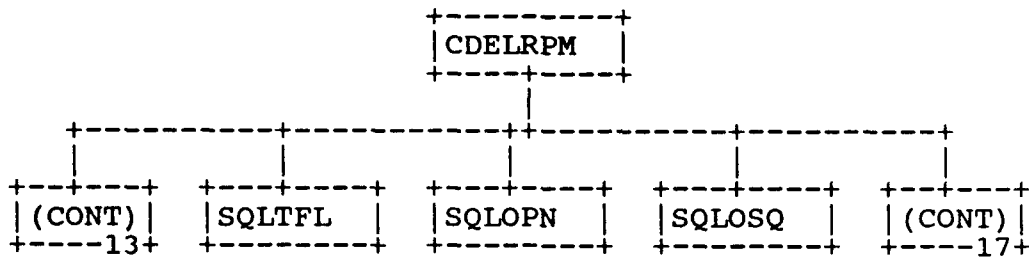 CDELRPM
(CONT) SQLTFL SQLOPN SQLOSQ (CONT)
13 17